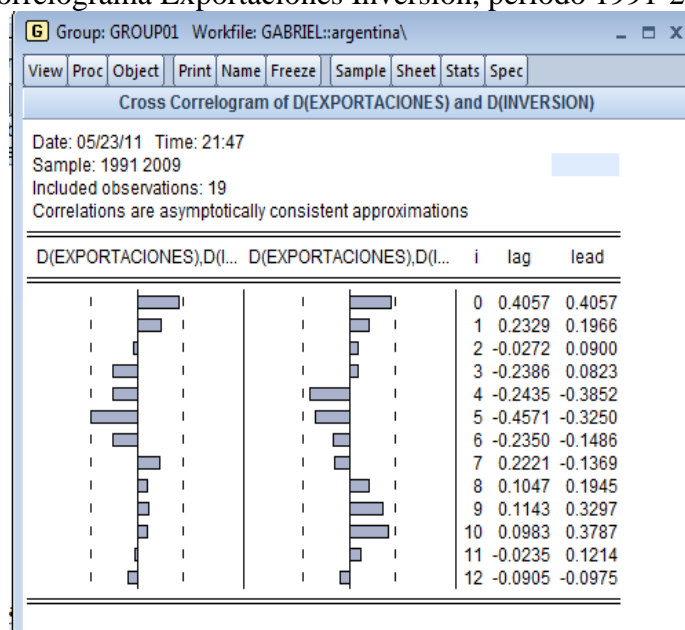 orrelograma Exportaciones Inversión, periodo 1991-2
G Group: GROUP01 Workfile: GABRIEL::argentina\
View Proc Object Print Name Freeze Sample Sheet Stats Spec
Cross Correlogram of D(EXPORTACIONES) and D(INVERSION)
Date: 05/23/11 Time: 21:47
Sample: 1991 2009
Included observations: 19
Correlations are asymptotically consistent approximations
D(EXPORTACIONES),D(I... D(EXPORTACIONES),D(I... i lag lead
0 0.4057 0.4057
1 0.2329 0.1966
2 -0.0272 0.0900
3 -0.2386 0.0823
4 -0.2435 -0.3852
5 -0.4571 -0.3250
6 -0.2350 -0.1486
7 0.2221 -0.1369
8 0.1047 0.1945
9 0.1143 0.3297
10 0.0983 0.3787
11 -0.0235 0.1214
12 -0.0905 -0.0975